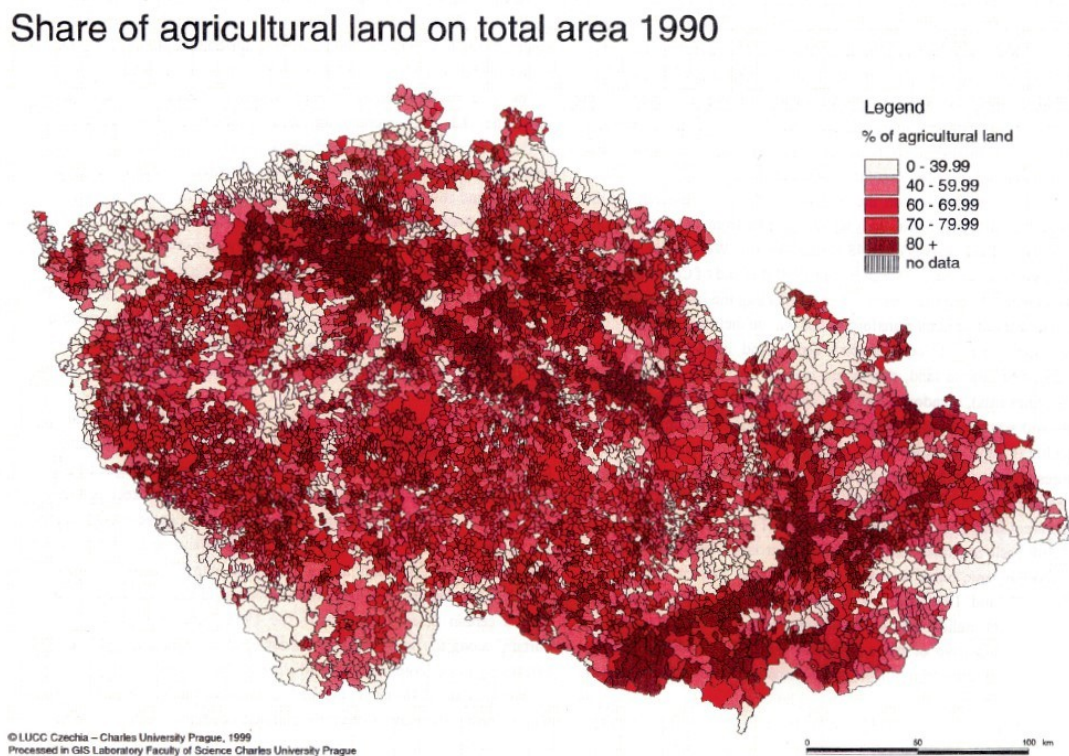 Share of agricultural land on total area 1990
Legend
% of agricultural land
0 - 39.99
40 - 59.99
60 - 69.99
70 - 79.99
80 +
no data
© LUCC Czechia – Charles University Prague, 1999
Processed in GIS Laboratory Faculty of Science Charles University Prague
0 50 100 km